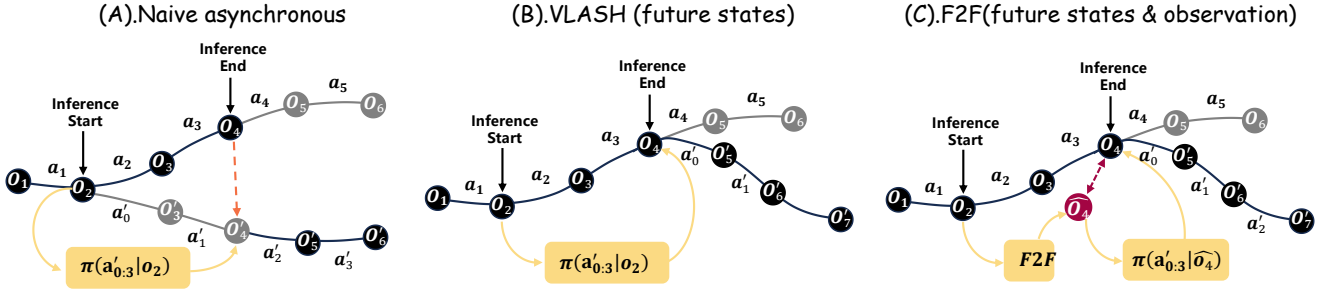 (A).Naive asynchronous
Inference
End
Inference
Start
a₁
a₂
a₃
a₄
a₅
O₁
O₂
O₃
O₄
O₅
O₆
a′₀
a′₁
a′₂
a′₃
O′₃
O′₄
O′₅
O′₆
π(a′₀:₃|o₂)
(B).VLASH (future states)
Inference
End
Inference
Start
a₁
a₂
a₃
a₄
a₅
O₁
O₂
O₃
O₄
O₅
O₆
a′₀
a′₁
O′₅
O′₆
O′₇
π(a′₀:₃|o₂)
(C).F2F(future states & observation)
Inference
End
Inference
Start
a₁
a₂
a₃
a₄
a₅
O₁
O₂
O₃
O₄
O₅
O₆
a′₀
a′₁
a′₂
O′₅
O′₆
O′₇
Ô₄
F2F
π(a′₀:₃|ô₄)